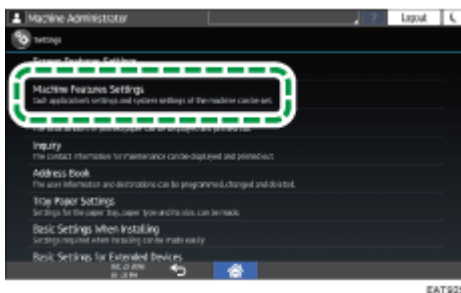 Machine Administrator
?
Logout
Settings
Screen Features Settings
Machine Features Settings
Each application's settings and system settings of the machine can be set.
Inquiry
The contact information for maintenance can be displayed and printed out.
Address Book
The user information and destinations can be programmed, changed and deleted.
Tray Paper Settings
Settings for the paper tray, paper type and its size, can be made.
Basic Settings When Installing
Settings required when installing can be made easily.
Basic Settings for Extended Devices